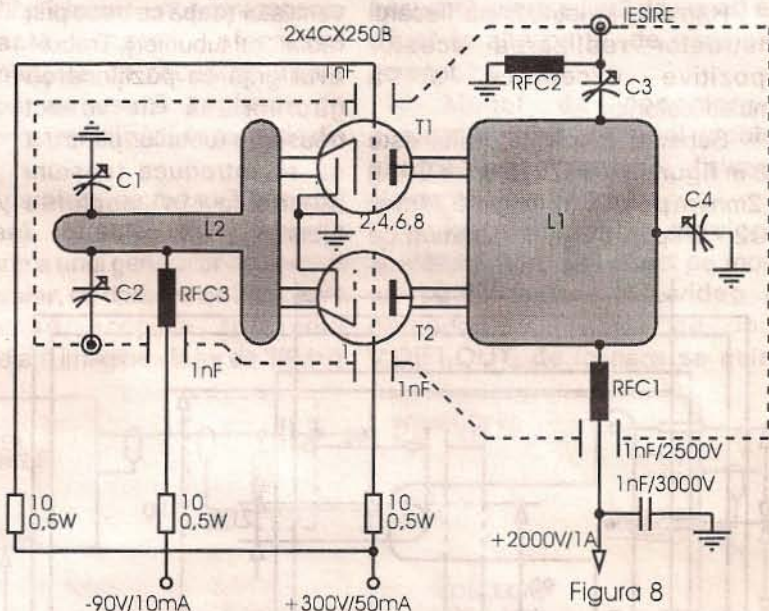 IESIRE
2x4CX250B
1nF
RFC2
C3
T1
C1
C4
2,4,6,8
L1
L2
C2
RFC3
T2
1nF
1nF
RFC1
1nF/2500V
1nF/3000V
10
0,5W
10
0,5W
10
0,5W
+2000V/1A
-90V/10mA
+300V/50mA
Figura 8